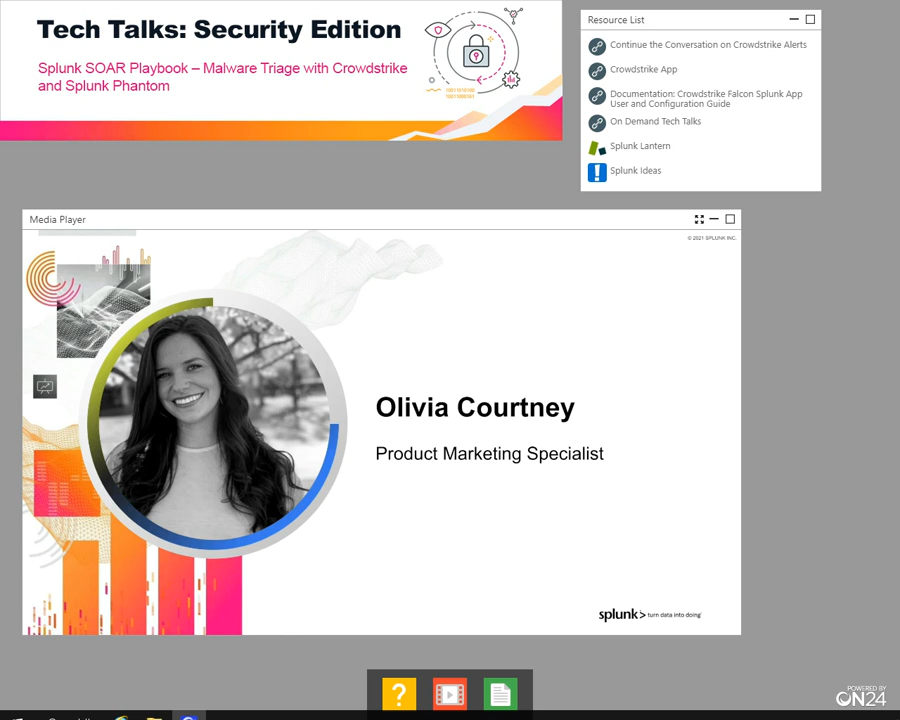 Tech Talks: Security Edition
Splunk SOAR Playbook – Malware Triage with Crowdstrike
and Splunk Phantom
10011010100
10011000101
Resource List
Continue the Conversation on Crowdstrike Alerts
Crowdstrike App
Documentation: Crowdstrike Falcon Splunk App
User and Configuration Guide
On Demand Tech Talks
Splunk Lantern
Splunk Ideas
Media Player
© 2021 SPLUNK INC.
Olivia Courtney
Product Marketing Specialist
splunk> turn data into doing
POWERED BY
ON24